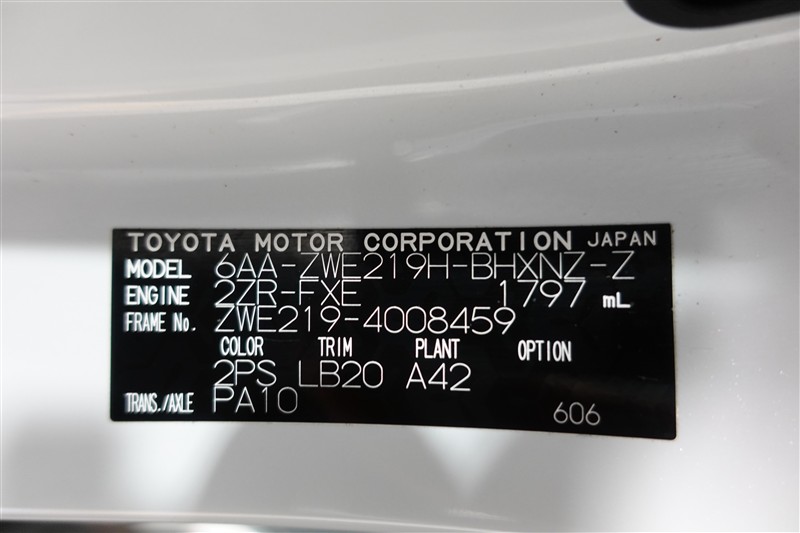 TOYOTA MOTOR CORPORATION JAPAN
MODEL 6AA-ZWE219H-BHXNZ-Z
ENGINE 2ZR-FXE 1797 mL
FRAME No. ZWE219-4008459
COLOR TRIM PLANT OPTION
2PS LB20 A42
TRANS./AXLE PA10
606